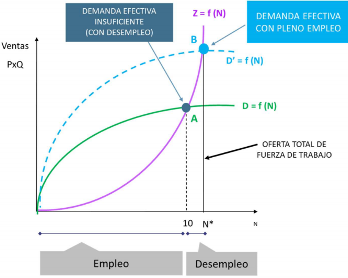 DEMANDA EFECTIVA
INSUFICIENTE
(CON DESEMPLEO)
Z = f (N)
DEMANDA EFECTIVA
CON PLENO EMPLEO
Ventas
PxQ
B
D' = f (N)
D = f (N)
A
OFERTA TOTAL DE
FUERZA DE TRABAJO
10
N*
N
Empleo
Desempleo